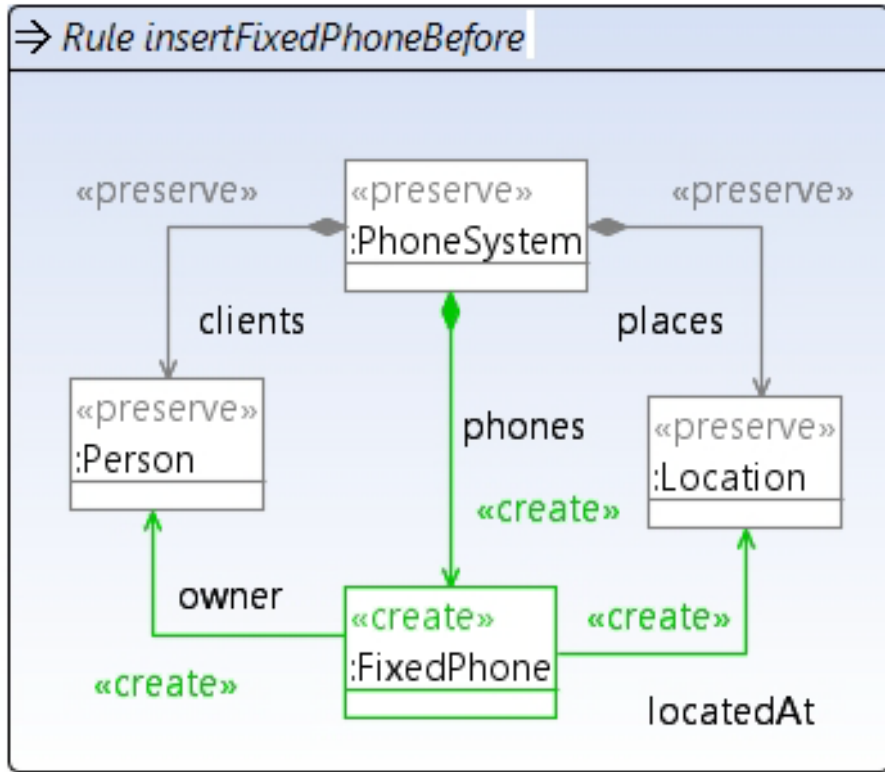 Rule insertFixedPhoneBefore
«preserve»
«preserve»
:PhoneSystem
«preserve»
clients
places
«preserve»
:Person
phones
«preserve»
:Location
«create»
owner
«create»
«create»
:FixedPhone
«create»
locatedAt